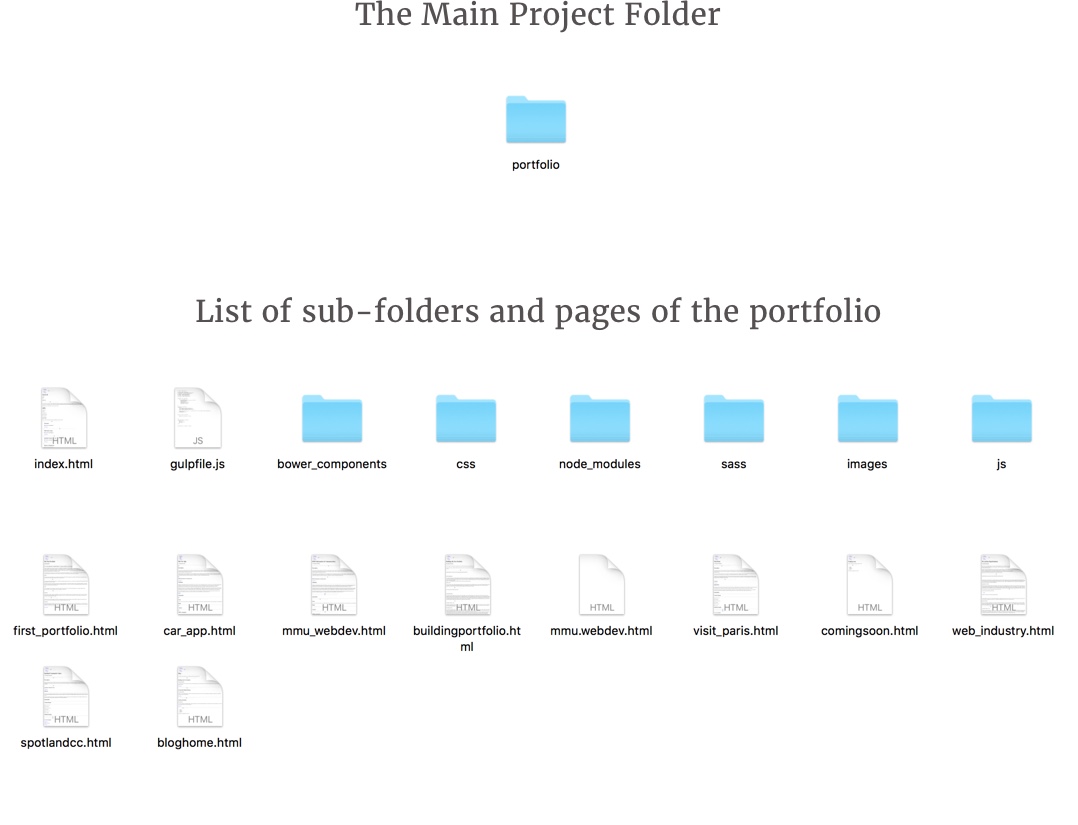 The Main Project Folder
portfolio
List of sub-folders and pages of the portfolio
HTML JS
index.html gulpfile.js bower_components css node_modules sass images js
HTML HTML HTML HTML HTML HTML HTML HTML
first_portfolio.html car_app.html mmu_webdev.html buildingportfolio.ht mmu.webdev.html visit_paris.html comingsoon.html web_industry.html
ml
HTML HTML
spotlandcc.html bloghome.html